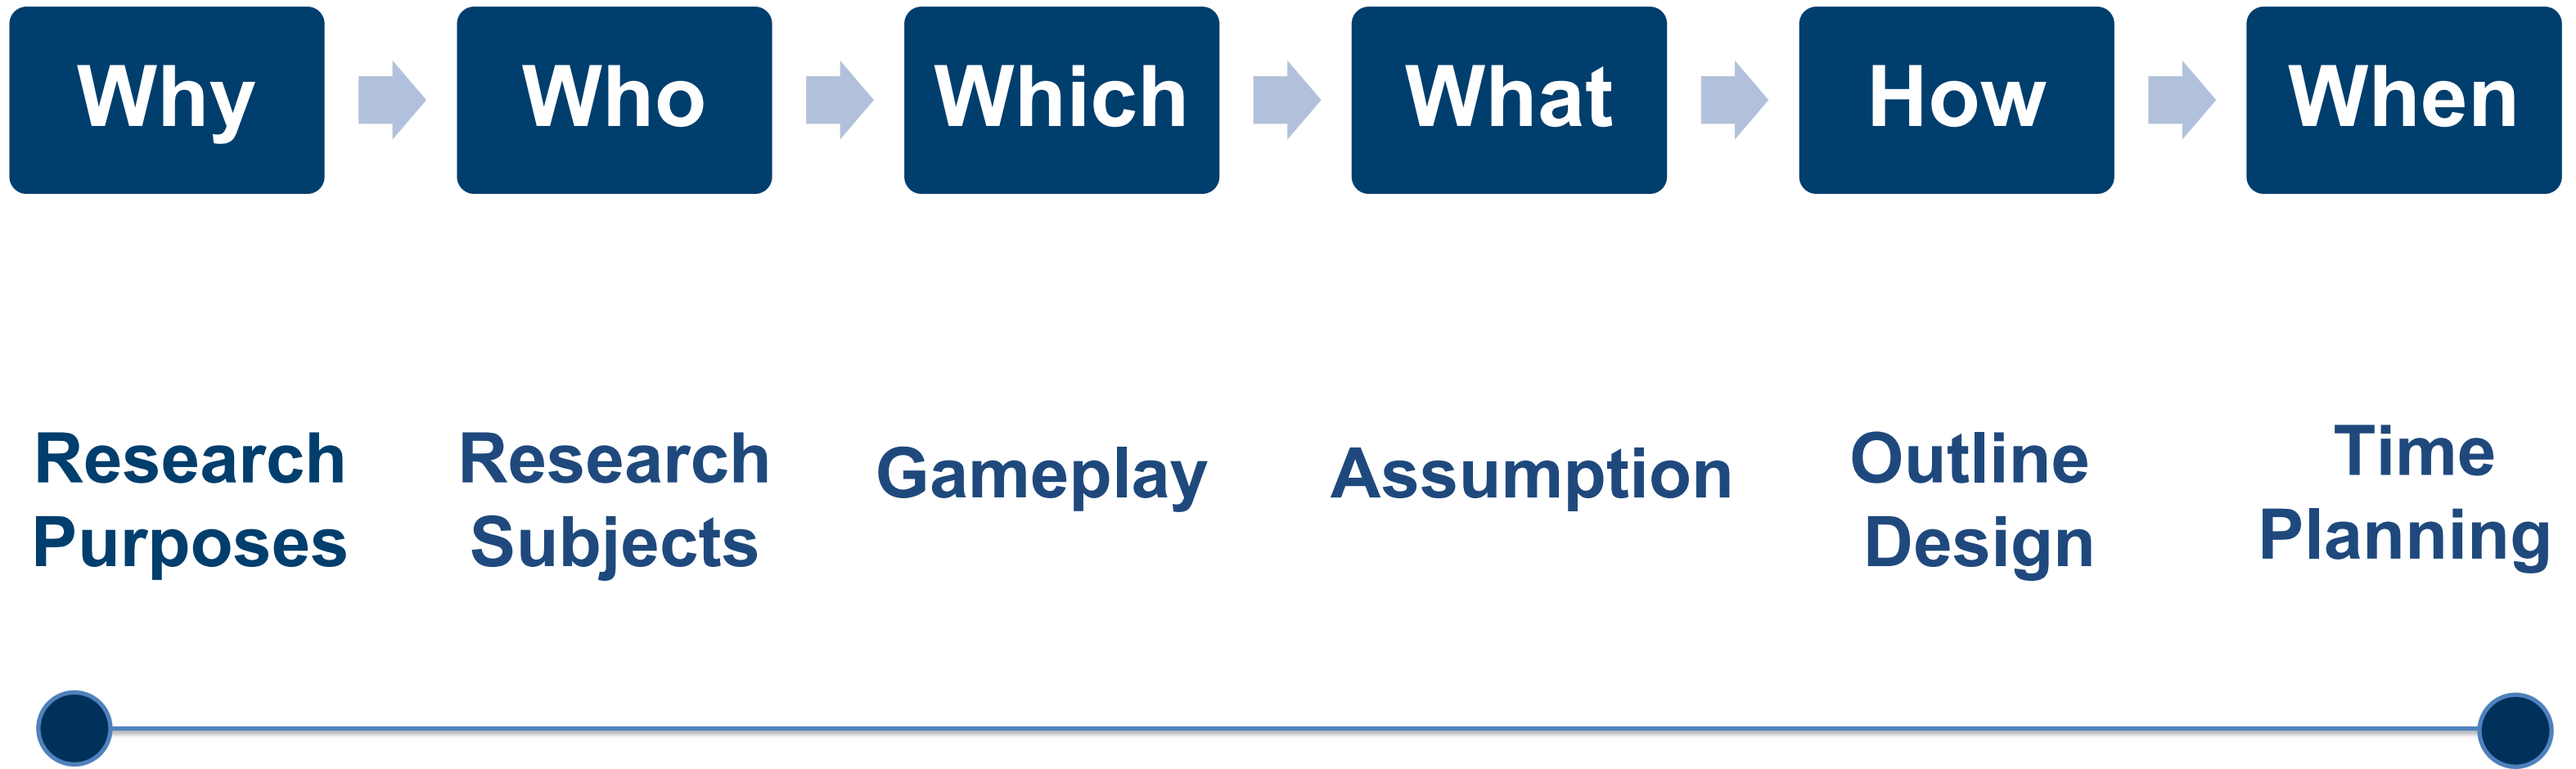 Why
Who
Which
What
How
When
Research
Purposes
Research
Subjects
Gameplay
Assumption
Outline
Design
Time
Planning